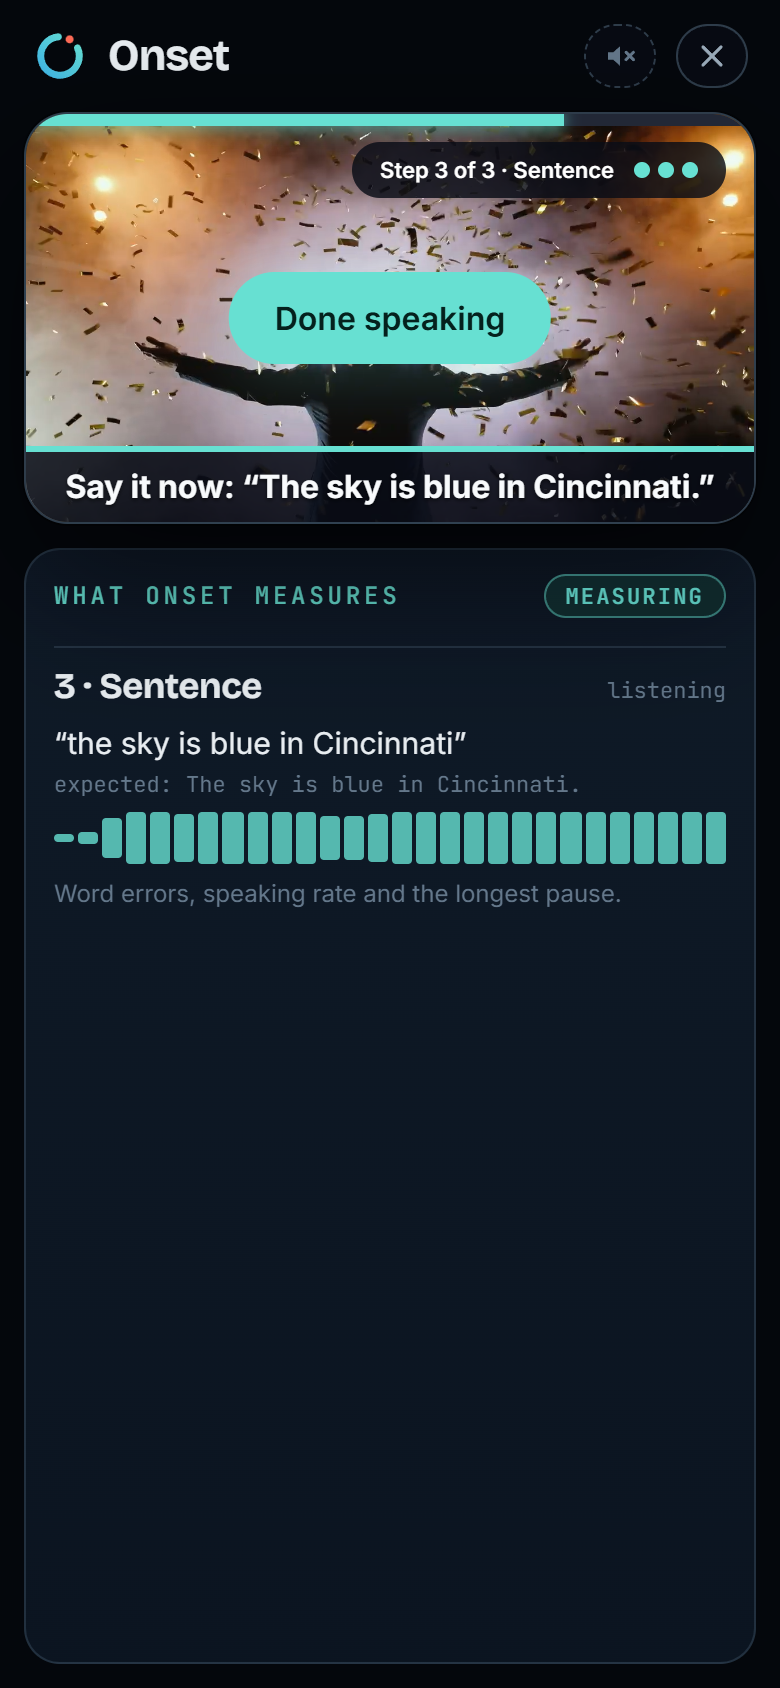 Onset
Step 3 of 3 · Sentence
Done speaking
Say it now: “The sky is blue in Cincinnati.”
WHAT ONSET MEASURES
MEASURING
3 · Sentence
listening
“the sky is blue in Cincinnati”
expected: The sky is blue in Cincinnati.
Word errors, speaking rate and the longest pause.